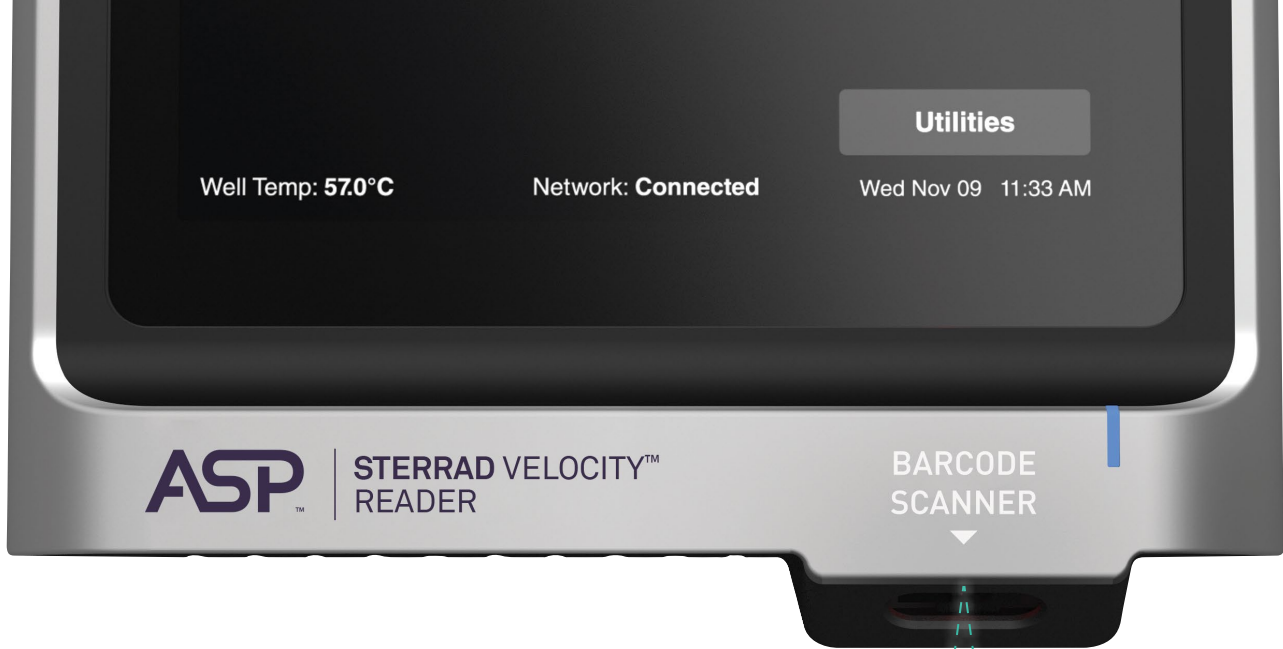 Utilities
Well Temp: 57.0°C
Network: Connected
Wed Nov 09 11:33 AM
ASP™
STERRAD VELOCITY™
READER
BARCODE
SCANNER